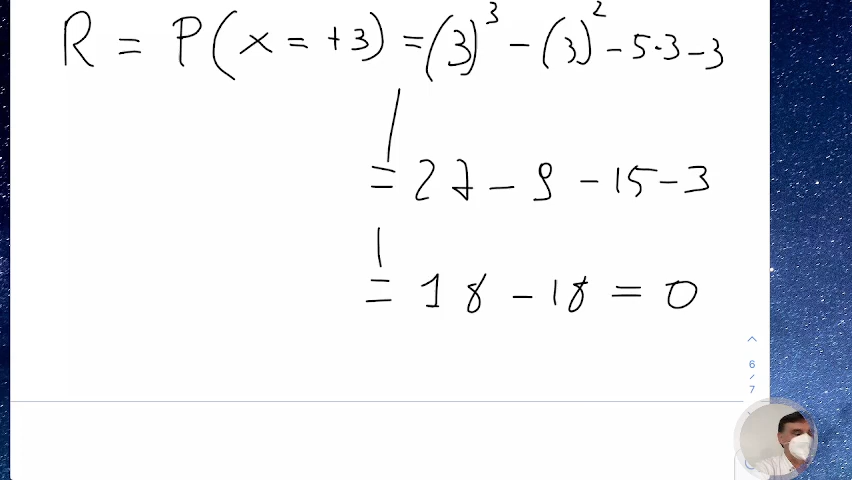 R = P(x = +3) = (3)³ - (3)² - 5·3 - 3
= 27 - 9 - 15 - 3
= 18 - 18 = 0
6
/
7